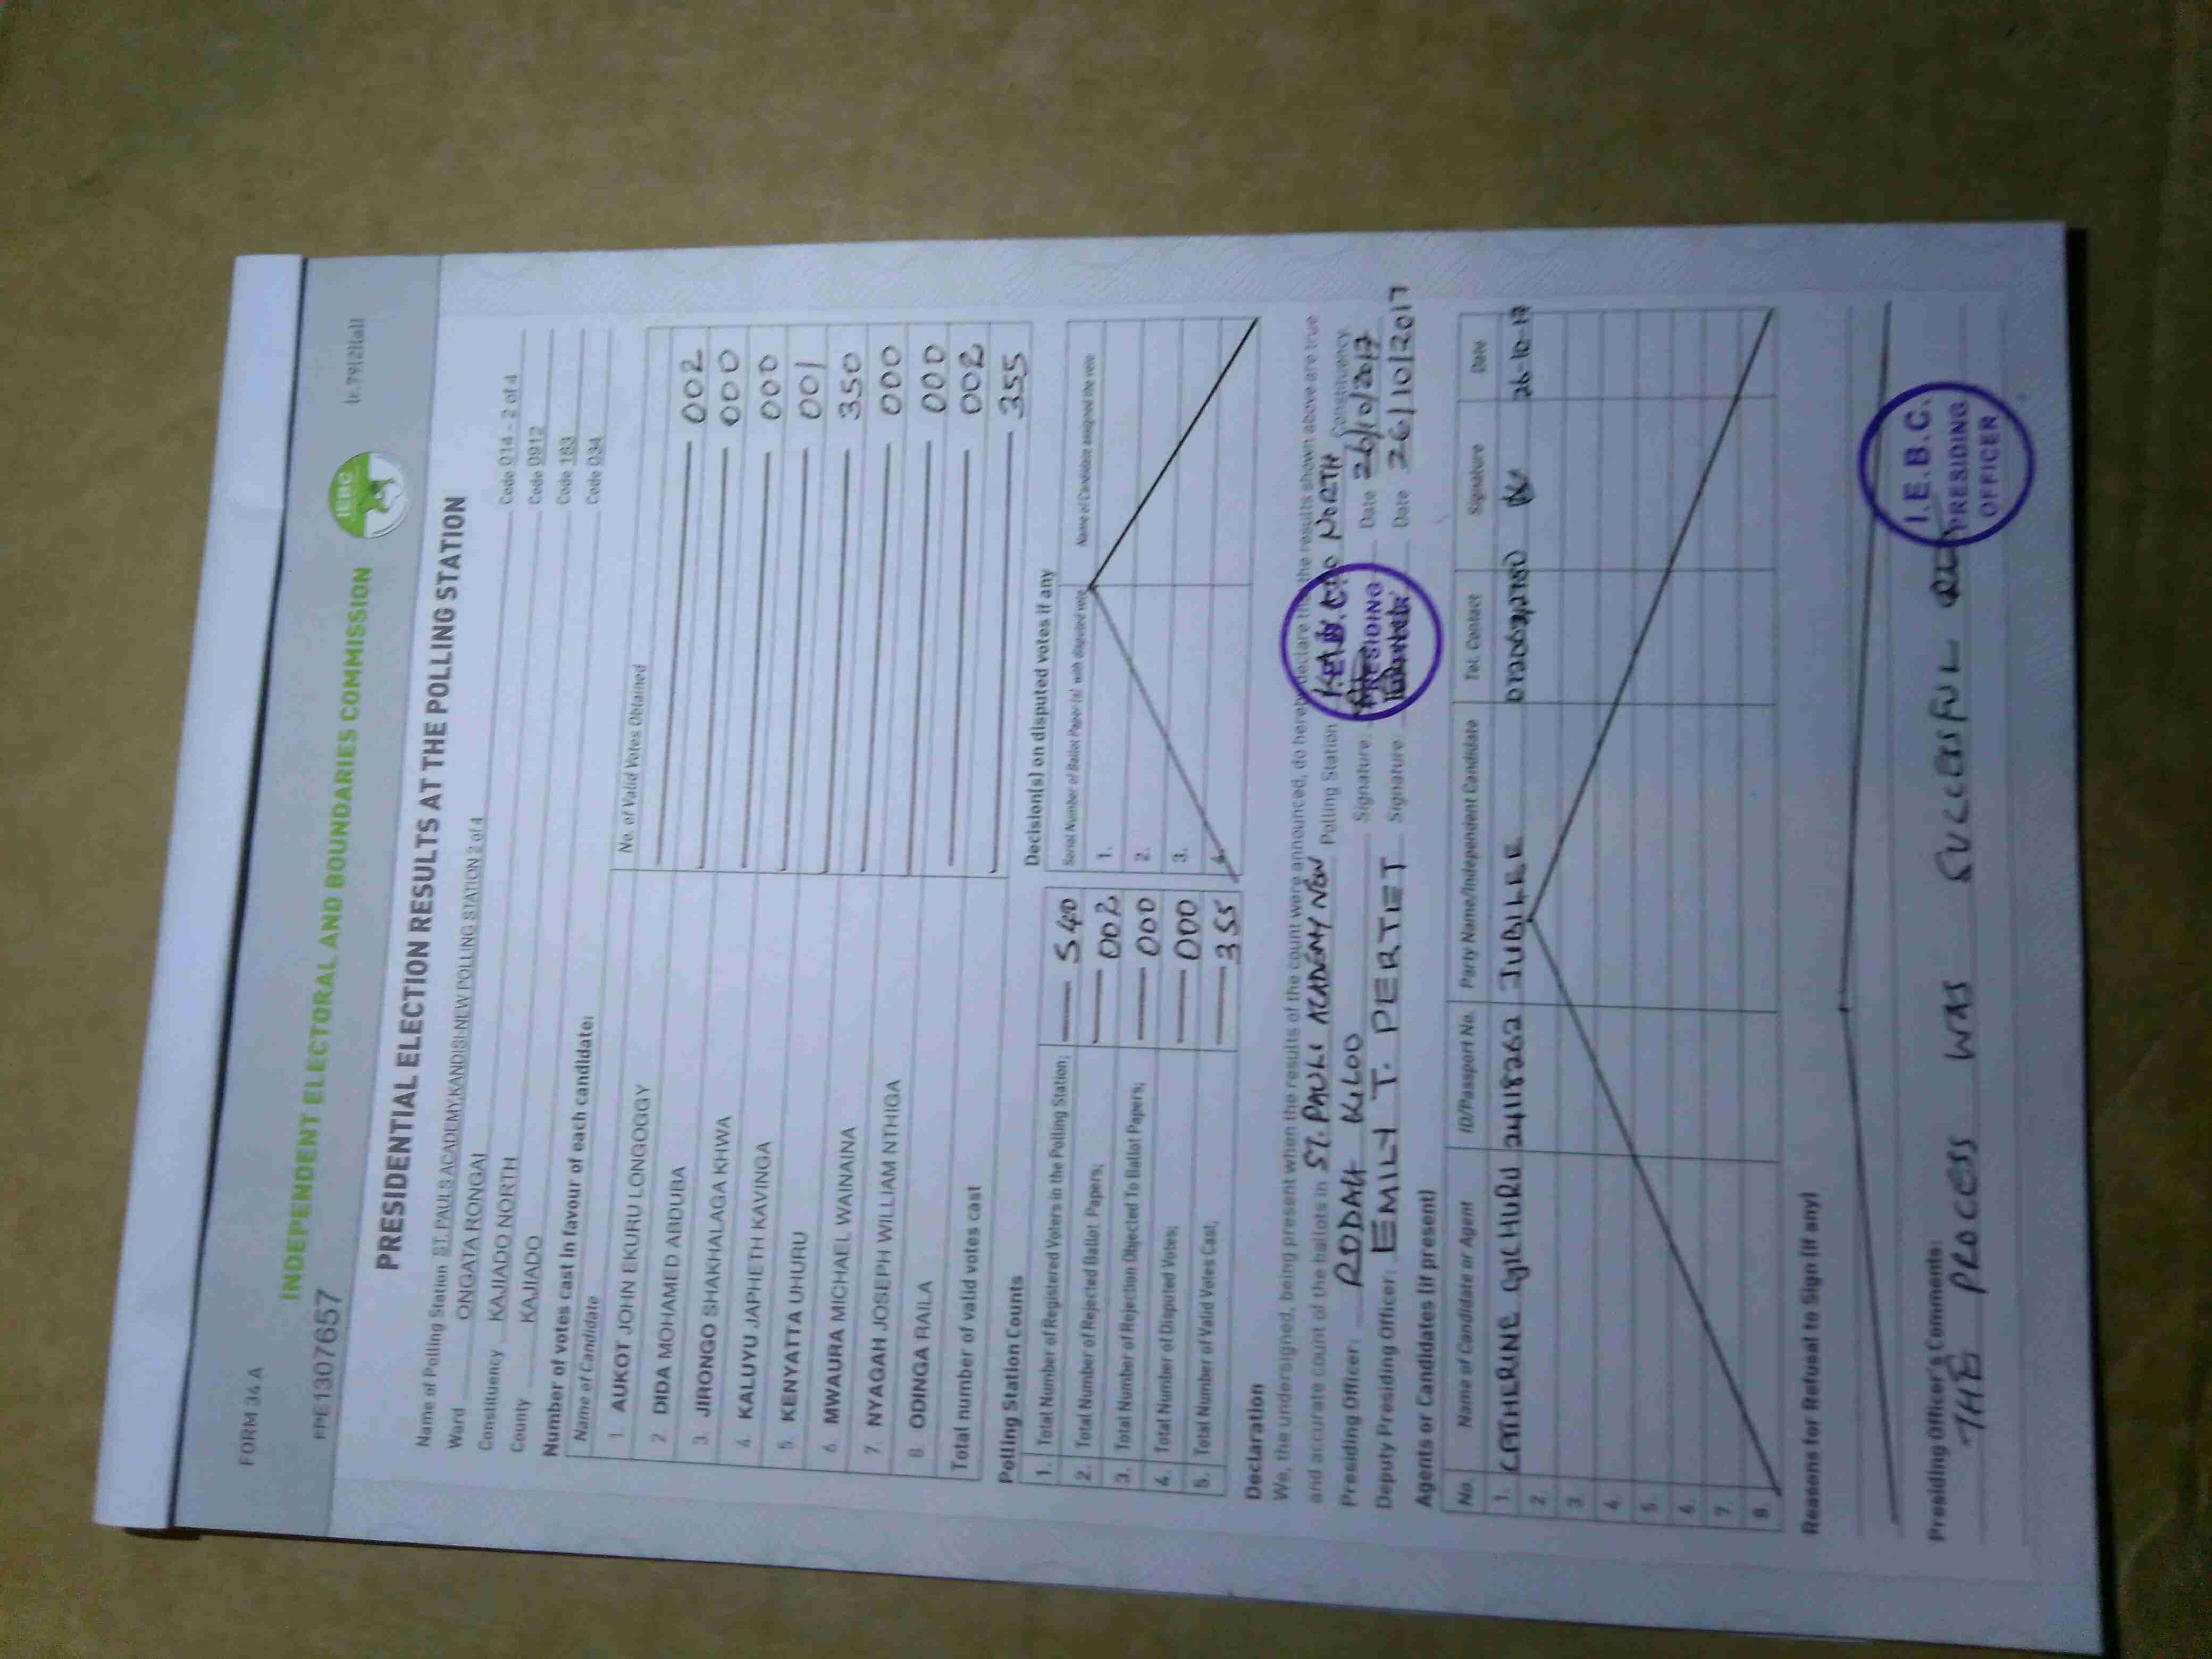 FORM 34A
(r.79(2)(a))
INDEPENDENT ELECTORAL AND BOUNDARIES COMMISSION
IEBC
PPE1307657
PRESIDENTIAL ELECTION RESULTS AT THE POLLING STATION
Name of Polling Station ST. PAULS ACADEMY,KANDISI-NEW POLLING STATION 2 of 4 Code 014 - 2 of 4
Ward ONGATA RONGAI Code 0912
Constituency KAJIADO NORTH Code 183
County KAJIADO Code 034
Number of votes cast in favour of each candidate:
Name of Candidate No. of Valid Votes Obtained
1. AUKOT JOHN EKURU LONGOGGY 002
2 DIDA MOHAMED ABDUBA 000
3. JIRONGO SHAKHALAGA KHWA 000
4. KALUYU JAPHETH KAVINGA 001
5. KENYATTA UHURU 350
6. MWAURA MICHAEL WAINAINA 000
7. NYAGAH JOSEPH WILLIAM NTHIGA 000
8. ODINGA RAILA 002
Total number of valid votes cast 355
Polling Station Counts
1. Total Number of Registered Voters in the Polling Station; 540
2. Total Number of Rejected Ballot Papers; 002
3. Total Number of Rejection Objected To Ballot Papers; 000
4. Total Number of Disputed Votes; 000
5. Total Number of Valid Votes Cast; 355
Decision(s) on disputed votes if any
Serial Number of Ballot Paper (s) with disputed vote Name of Candidate assigned the vote
1.
2.
3.
4.
Declaration
We, the undersigned, being present when the results of the count were announced, do hereby declare that the results shown above are true
and accurate count of the ballots in ST. PAULS ACADEMY NEW Polling Station NORTH Constituency.
Presiding Officer: RODAH KILOO Signature: Date 26/10/2017
Deputy Presiding Officer: EMILY T. PERTET Signature: Date 26/10/2017
PRESIDING
Agents or Candidates (if present)
No. Name of Candidate or Agent ID/Passport No. Party Name/Independent Candidate Tel. Contact Signature Date
1. CATHERINE GICHURU 24118262 JUBILEE 26-10-17
2
3.
4.
5.
6.
7.
8.
Reasons for Refusal to Sign (if any)
Presiding Officer's Comments:
THE PROCESS WAS SUCCESSFUL
I.E.B.C.
PRESIDING
OFFICER